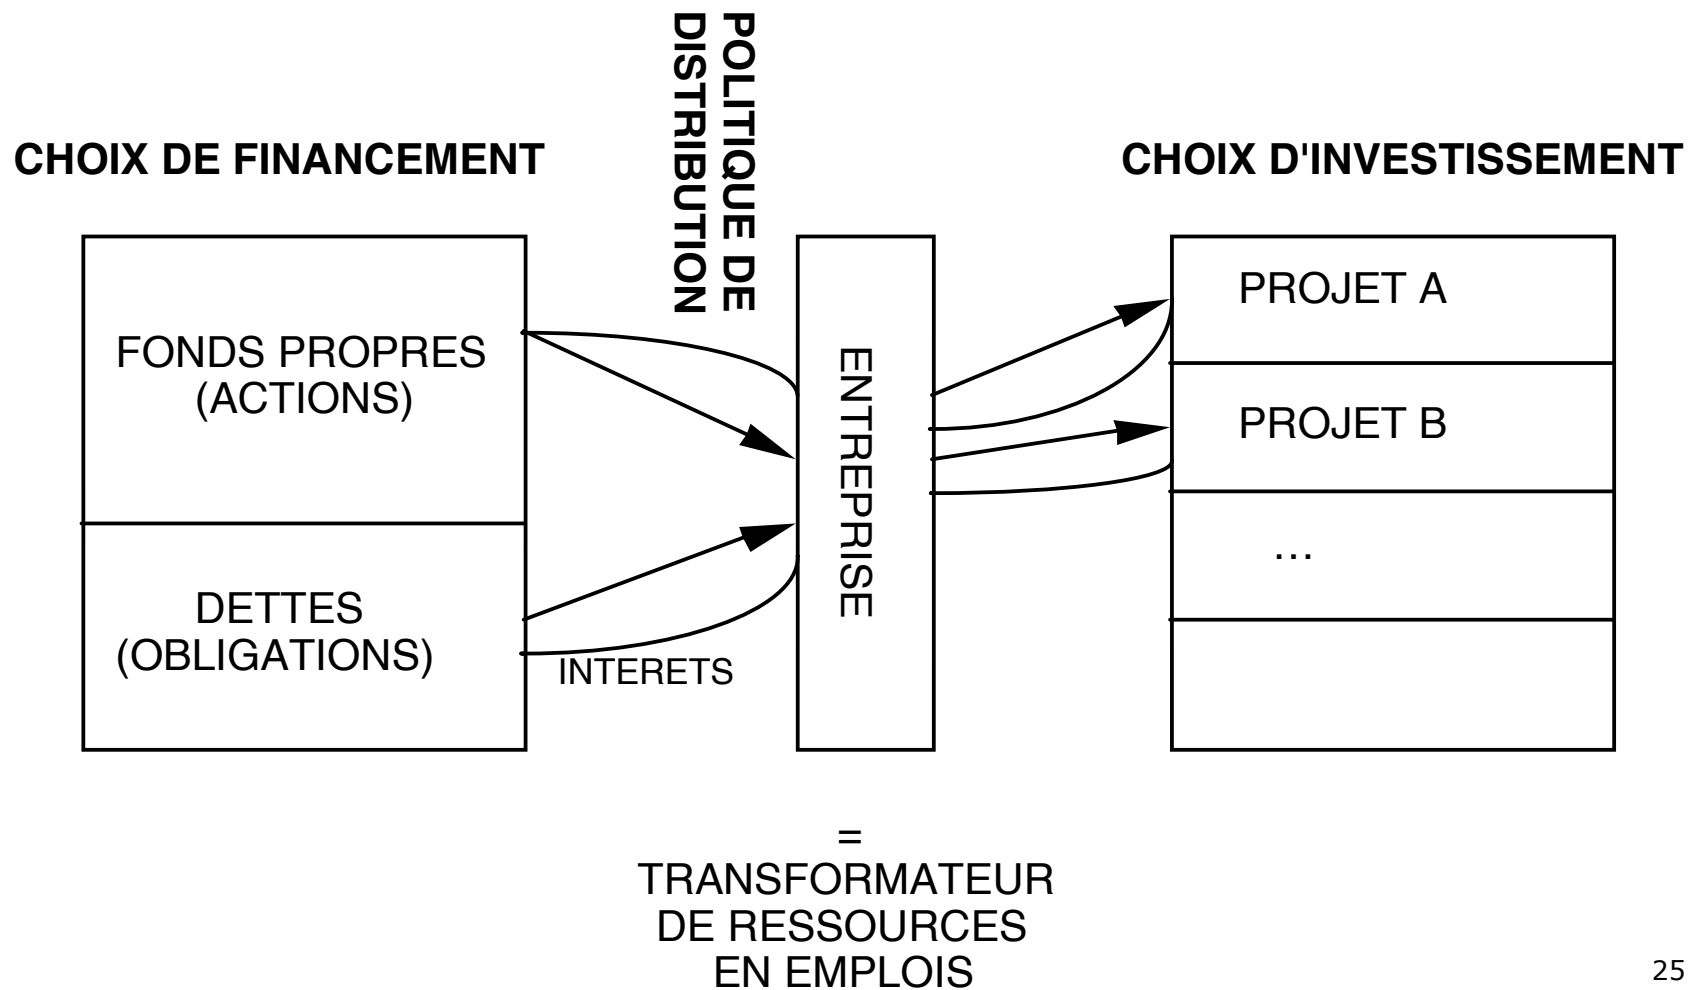 POLITIQUE DE
DISTRIBUTION
CHOIX DE FINANCEMENT
CHOIX D'INVESTISSEMENT
FONDS PROPRES
(ACTIONS)
DETTES
(OBLIGATIONS)
INTERETS
ENTREPRISE
PROJET A
PROJET B
...
=
TRANSFORMATEUR
DE RESSOURCES
EN EMPLOIS
25